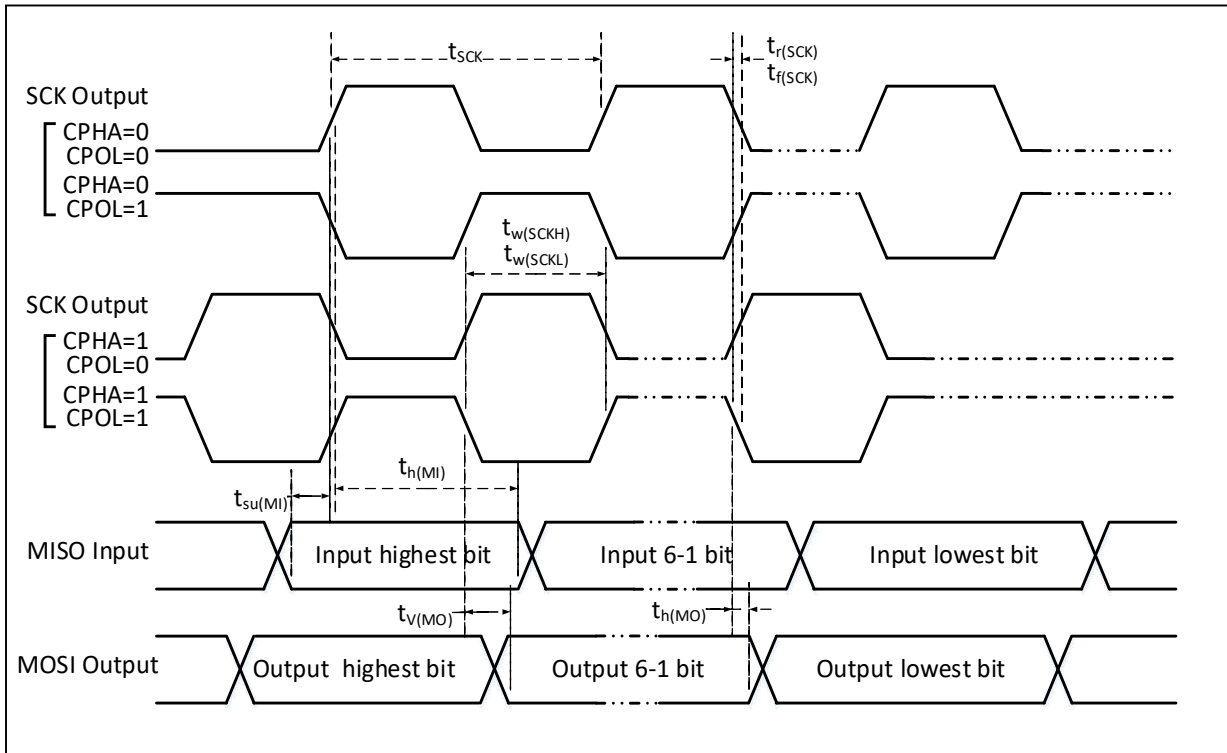 tSCK
tr(SCK)
tf(SCK)
SCK Output
CPHA=0
CPOL=0
CPHA=0
CPOL=1
tw(SCKH)
tw(SCKL)
SCK Output
CPHA=1
CPOL=0
CPHA=1
CPOL=1
th(MI)
tsu(MI)
MISO Input
Input highest bit
Input 6-1 bit
Input lowest bit
tV(MO)
th(MO)
MOSI Output
Output highest bit
Output 6-1 bit
Output lowest bit